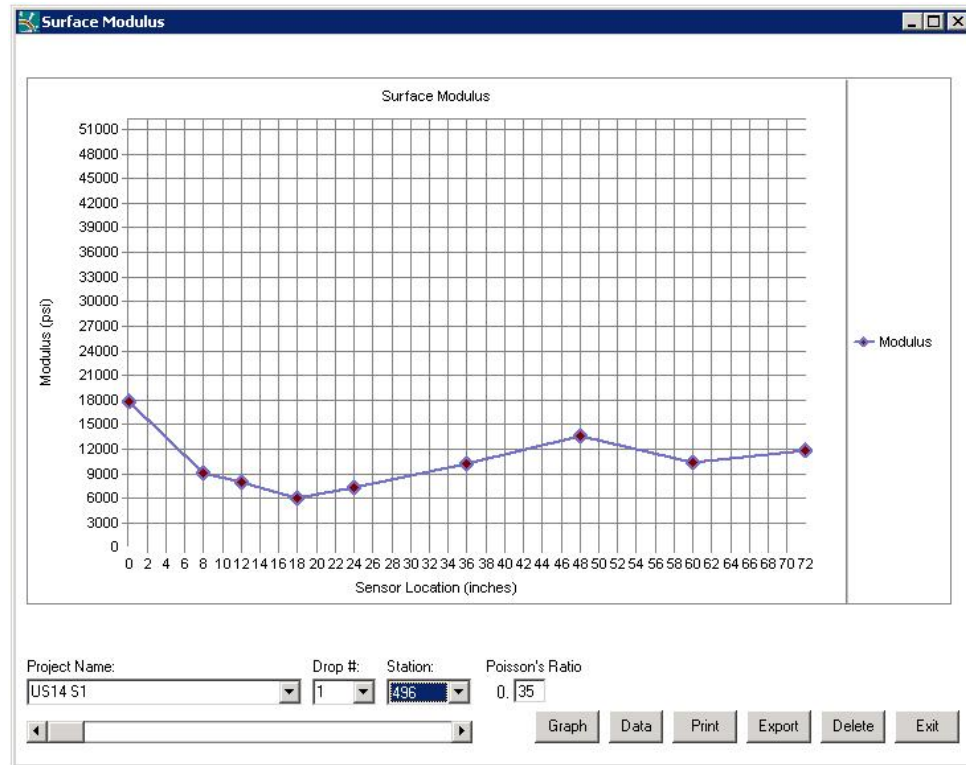 Surface Modulus
Surface Modulus
51000
48000
45000
42000
39000
36000
33000
30000
27000
24000
21000
18000
15000
12000
9000
6000
3000
0
Modulus (psi)
0 2 4 6 8 10 12 14 16 18 20 22 24 26 28 30 32 34 36 38 40 42 44 46 48 50 52 54 56 58 60 62 64 66 68 70 72
Sensor Location (inches)
Modulus
Project Name: Drop #: Station: Poisson's Ratio
US14 S1 1 496 0. 35
Graph Data Print Export Delete Exit